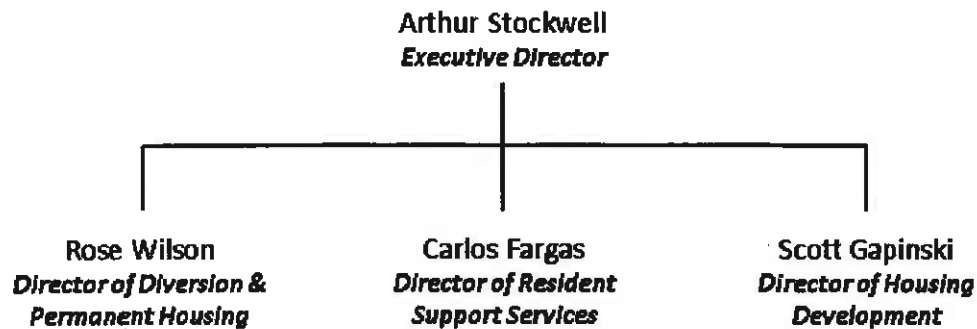 Arthur Stockwell
Executive Director
Rose Wilson
Director of Diversion &
Permanent Housing
Carlos Fargas
Director of Resident
Support Services
Scott Gapinski
Director of Housing
Development